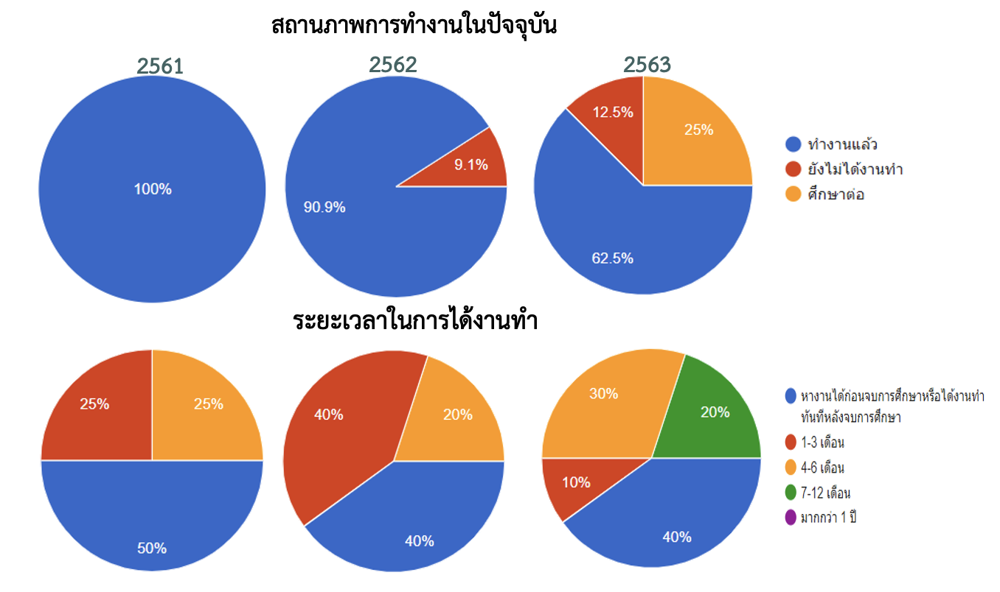 สถานภาพการทำงานในปัจจุบัน
2561
2562
2563
100%
90.9%
9.1%
12.5%
25%
62.5%
ทำงานแล้ว
ยังไม่ได้งานทำ
ศึกษาต่อ
ระยะเวลาในการได้งานทำ
25%
25%
50%
40%
20%
40%
30%
20%
10%
40%
หางานได้ก่อนจบการศึกษาหรือได้งานทำ
ทันทีหลังจบการศึกษา
1-3 เดือน
4-6 เดือน
7-12 เดือน
มากกว่า 1 ปี